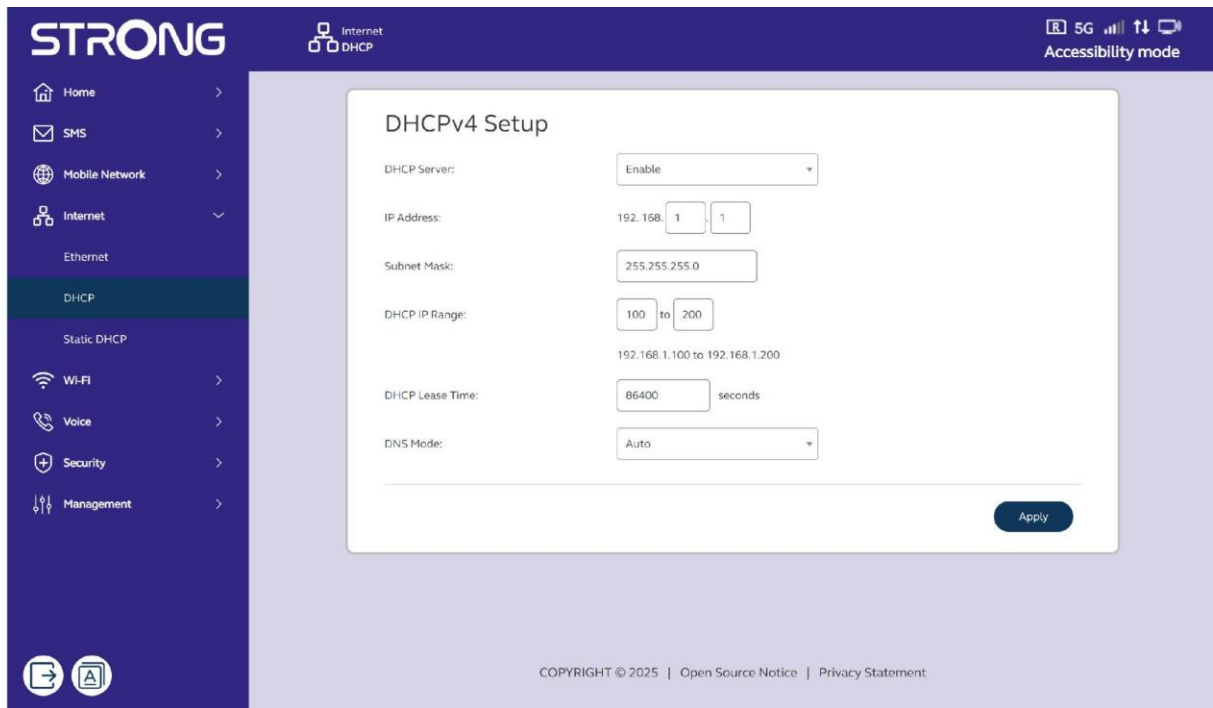 STRONG
Internet
DHCP
R 5G
Accessibility mode
Home
SMS
Mobile Network
Internet
Ethernet
DHCP
Static DHCP
WI-FI
Voice
Security
Management
A
DHCPv4 Setup
DHCP Server: Enable
IP Address: 192. 168. 1 . 1
Subnet Mask: 255.255.255.0
DHCP IP Range: 100 to 200
192.168.1.100 to 192.168.1.200
DHCP Lease Time: 86400 seconds
DNS Mode: Auto
Apply
COPYRIGHT © 2025 | Open Source Notice | Privacy Statement